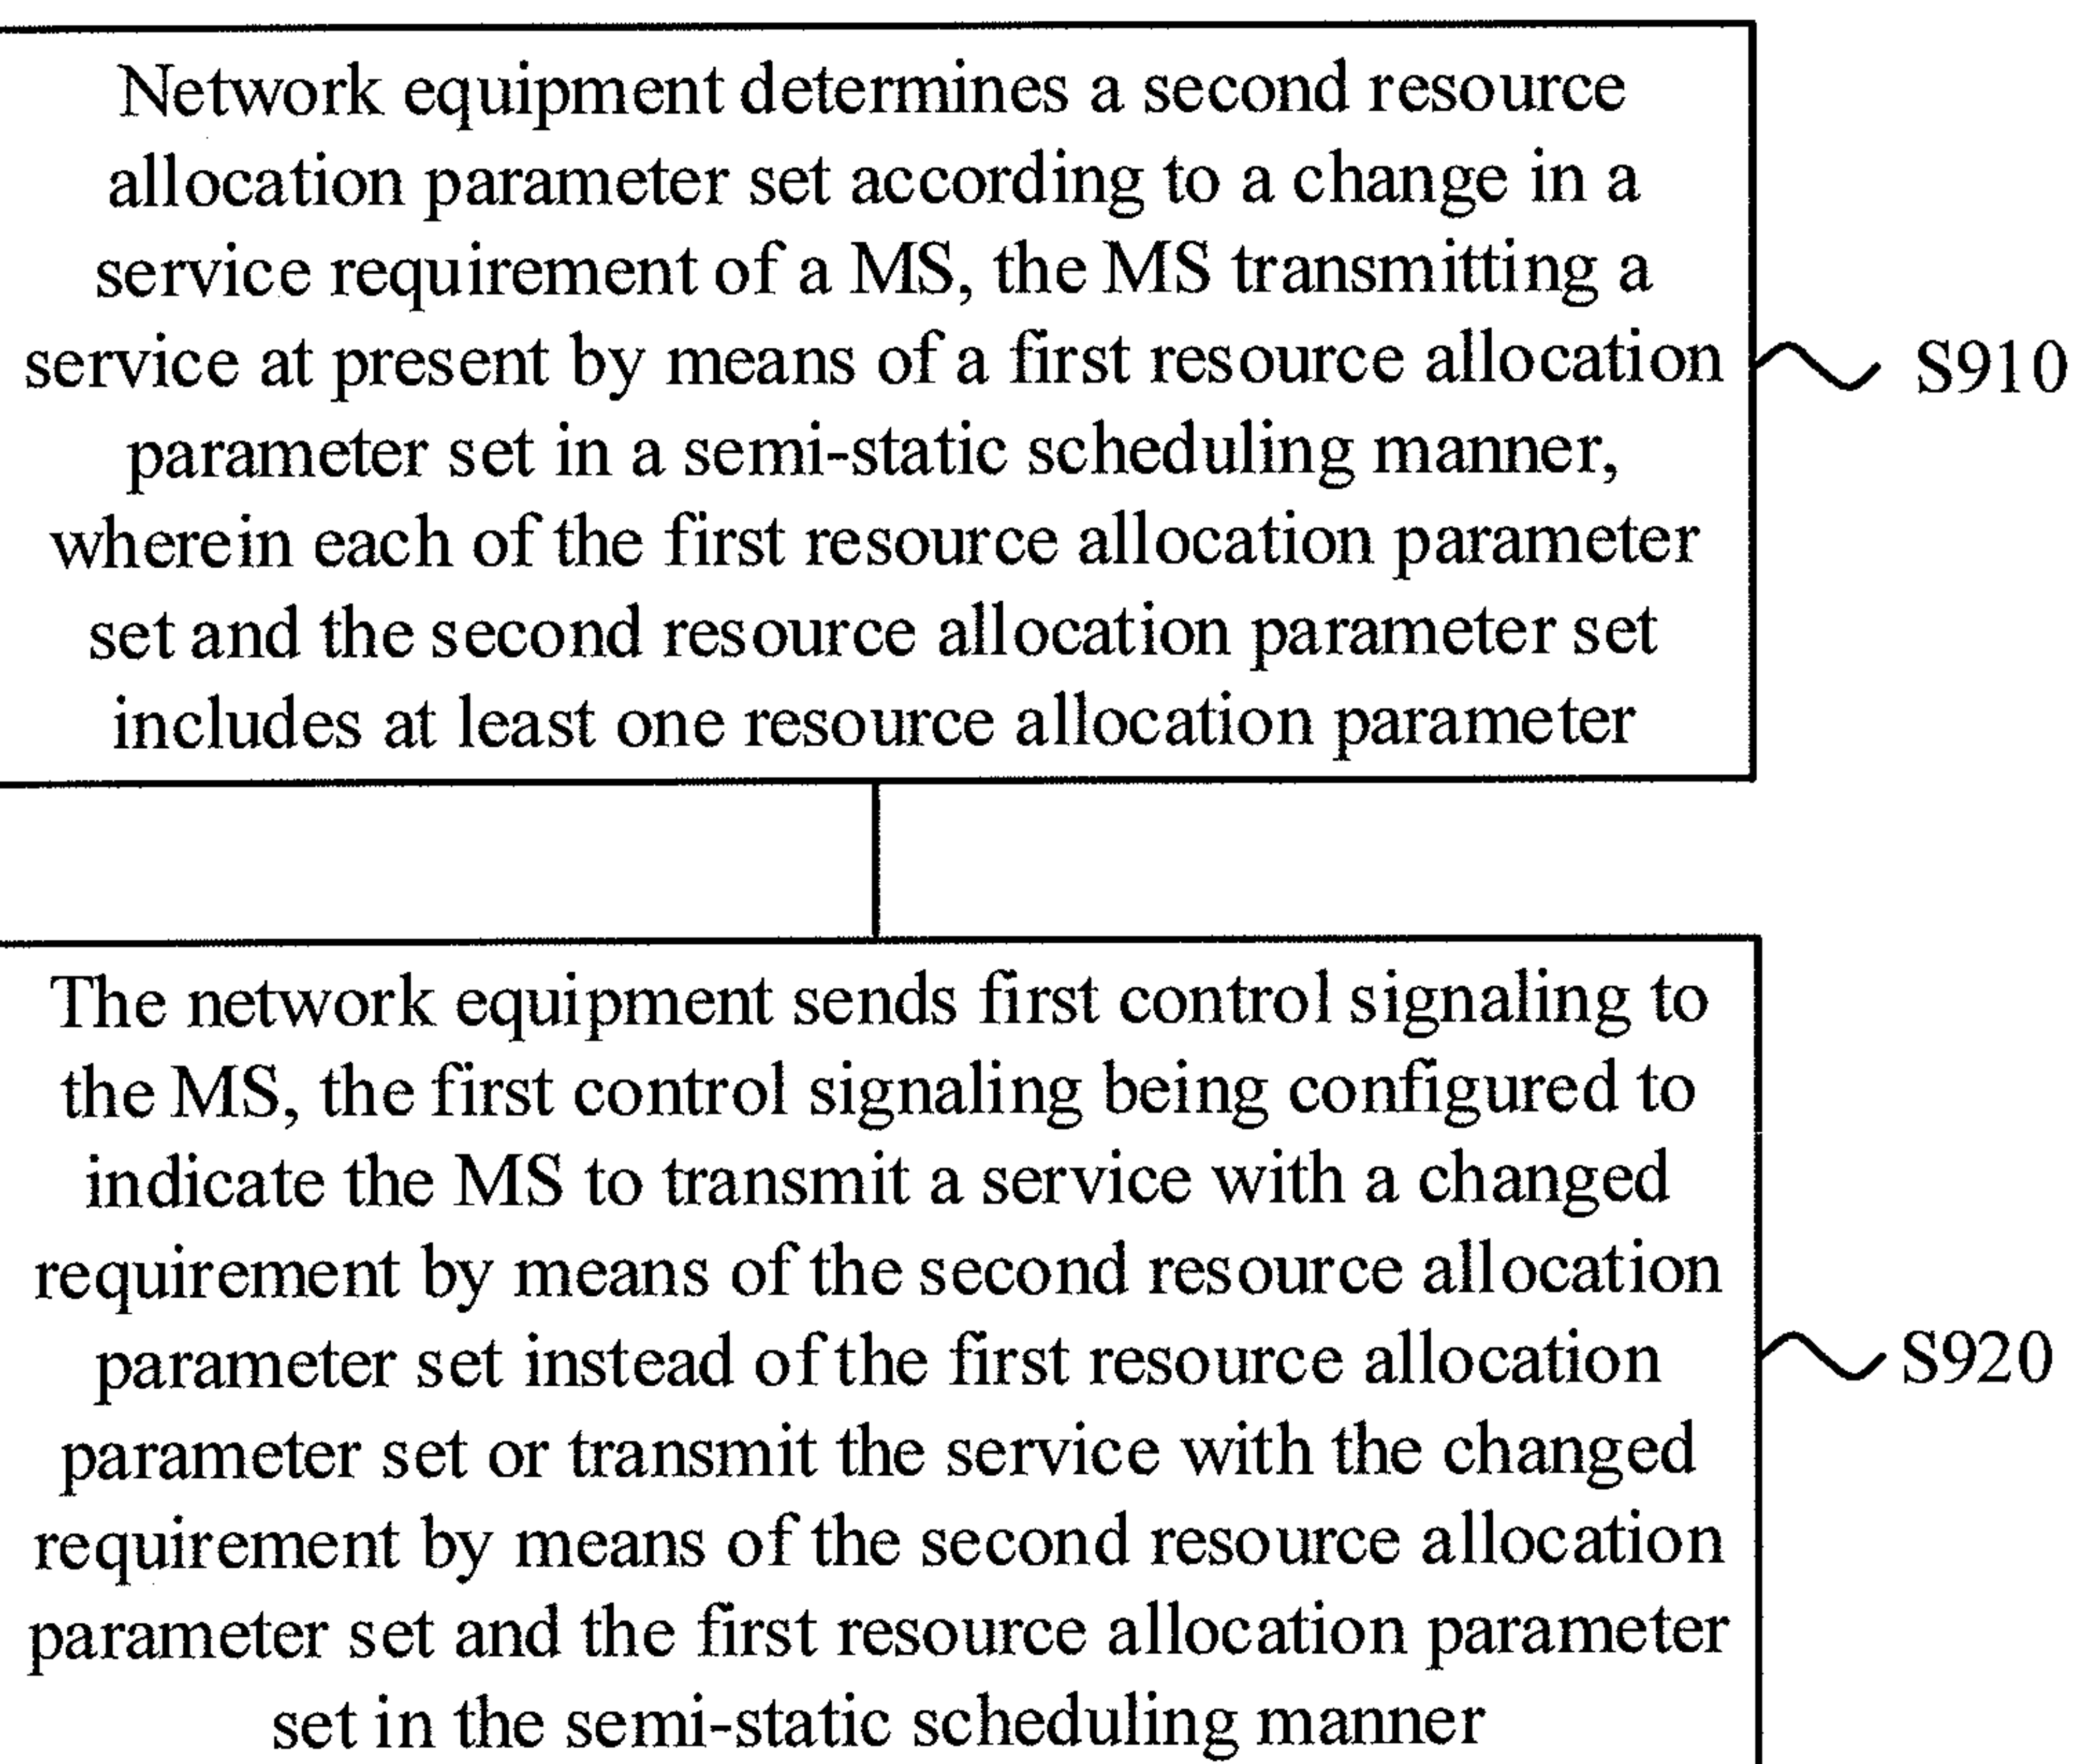 Network equipment determines a second resource
allocation parameter set according to a change in a
service requirement of a MS, the MS transmitting a
service at present by means of a first resource allocation
parameter set in a semi-static scheduling manner,
wherein each of the first resource allocation parameter
set and the second resource allocation parameter set
includes at least one resource allocation parameter
S910
The network equipment sends first control signaling to
the MS, the first control signaling being configured to
indicate the MS to transmit a service with a changed
requirement by means of the second resource allocation
parameter set instead of the first resource allocation
parameter set or transmit the service with the changed
requirement by means of the second resource allocation
parameter set and the first resource allocation parameter
set in the semi-static scheduling manner
S920